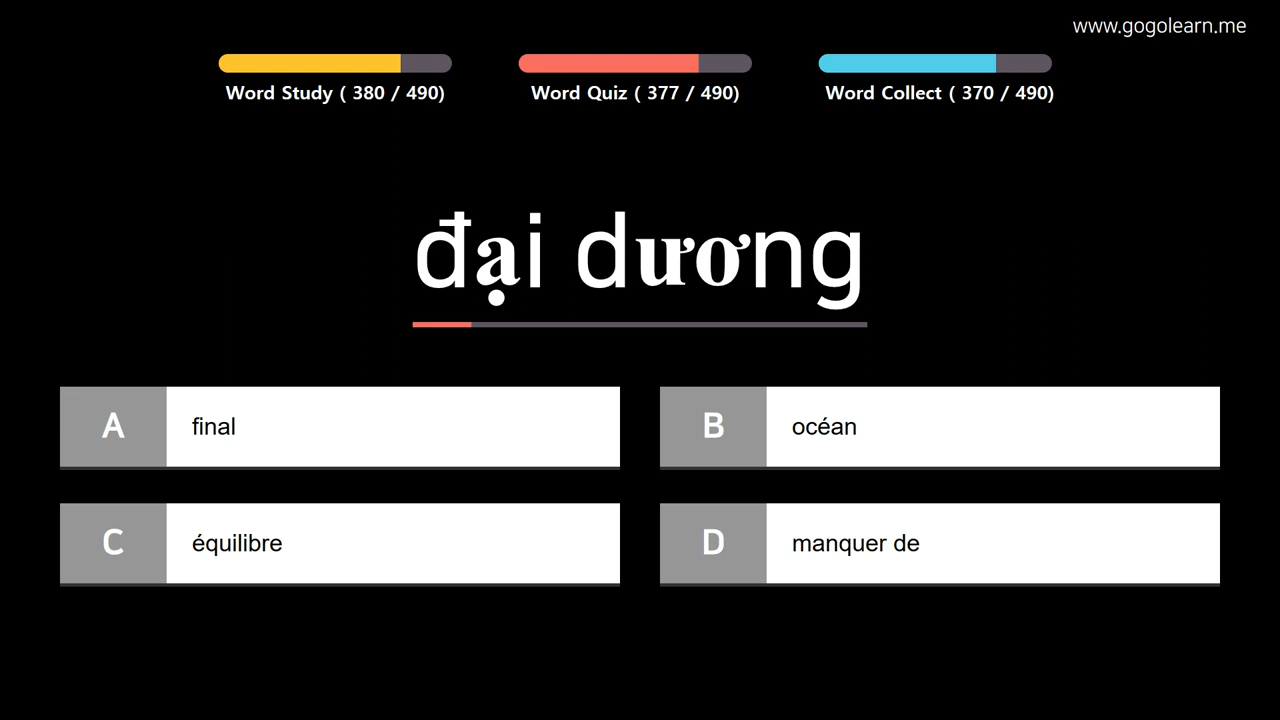 www.gogolearn.me
Word Study ( 380 / 490)
Word Quiz ( 377 / 490)
Word Collect ( 370 / 490)
đại dương
A final
B océan
C équilibre
D manquer de